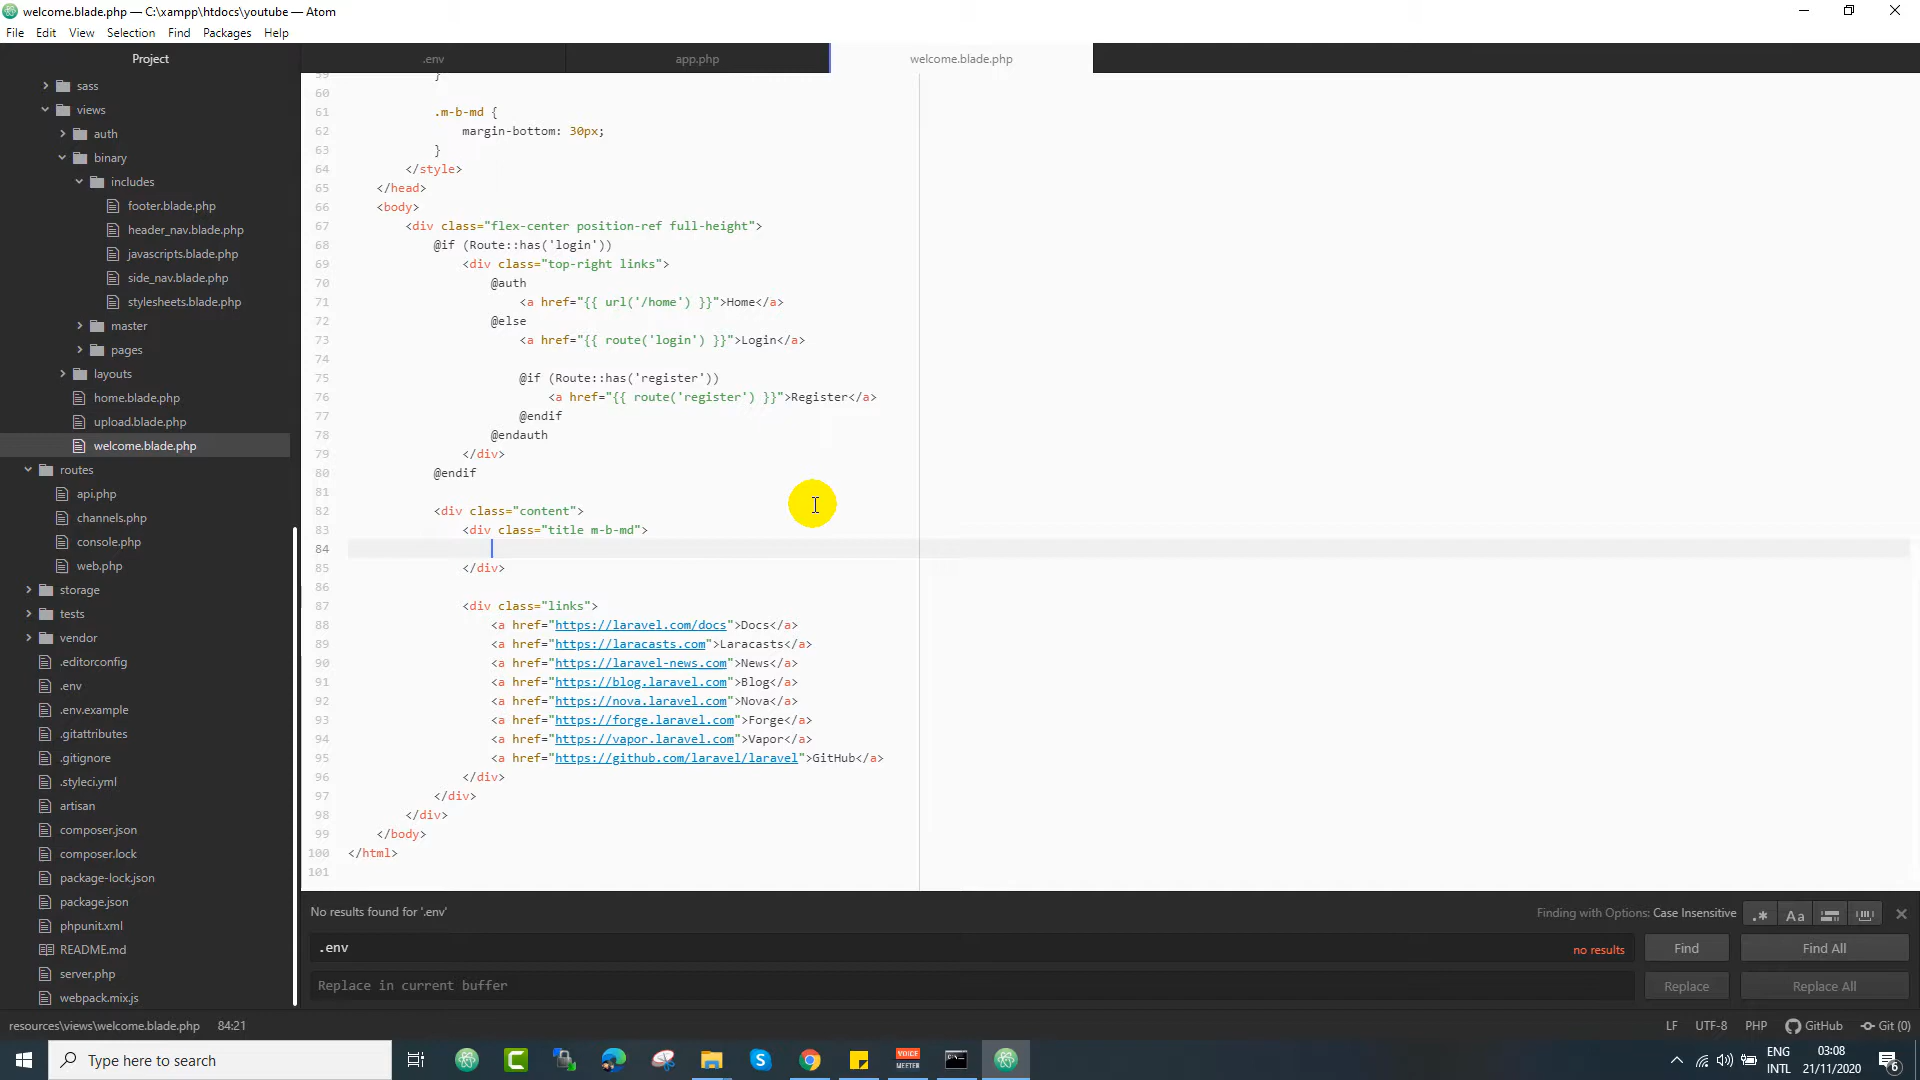 welcome.blade.php — C:\xampp\htdocs\youtube — Atom
File Edit View Selection Find Packages Help
Project
.env
app.php
welcome.blade.php
sass
views
auth
binary
includes
footer.blade.php
header_nav.blade.php
javascripts.blade.php
side_nav.blade.php
stylesheets.blade.php
master
pages
layouts
home.blade.php
upload.blade.php
welcome.blade.php
routes
api.php
channels.php
console.php
web.php
storage
tests
vendor
.editorconfig
.env
.env.example
.gitattributes
.gitignore
.styleci.yml
artisan
composer.json
composer.lock
package-lock.json
package.json
phpunit.xml
README.md
server.php
webpack.mix.js
59 }
60
61 .m-b-md {
62 margin-bottom: 30px;
63 }
64 </style>
65 </head>
66 <body>
67 <div class="flex-center position-ref full-height">
68 @if (Route::has('login'))
69 <div class="top-right links">
70 @auth
71 <a href="{{ url('/home') }}">Home</a>
72 @else
73 <a href="{{ route('login') }}">Login</a>
74
75 @if (Route::has('register'))
76 <a href="{{ route('register') }}">Register</a>
77 @endif
78 @endauth
79 </div>
80 @endif
81
82 <div class="content">
83 <div class="title m-b-md">
84
85 </div>
86
87 <div class="links">
88 <a href="https://laravel.com/docs">Docs</a>
89 <a href="https://laracasts.com">Laracasts</a>
90 <a href="https://laravel-news.com">News</a>
91 <a href="https://blog.laravel.com">Blog</a>
92 <a href="https://nova.laravel.com">Nova</a>
93 <a href="https://forge.laravel.com">Forge</a>
94 <a href="https://vapor.laravel.com">Vapor</a>
95 <a href="https://github.com/laravel/laravel">GitHub</a>
96 </div>
97 </div>
98 </div>
99 </body>
100 </html>
101
No results found for '.env'
Finding with Options: Case Insensitive
.* Aa
.env
no results
Find
Find All
Replace in current buffer
Replace
Replace All
resources\views\welcome.blade.php 84:21
LF UTF-8 PHP GitHub Git (0)
Type here to search
VOICE
MEETER
ENG
INTL
03:08
21/11/2020
6